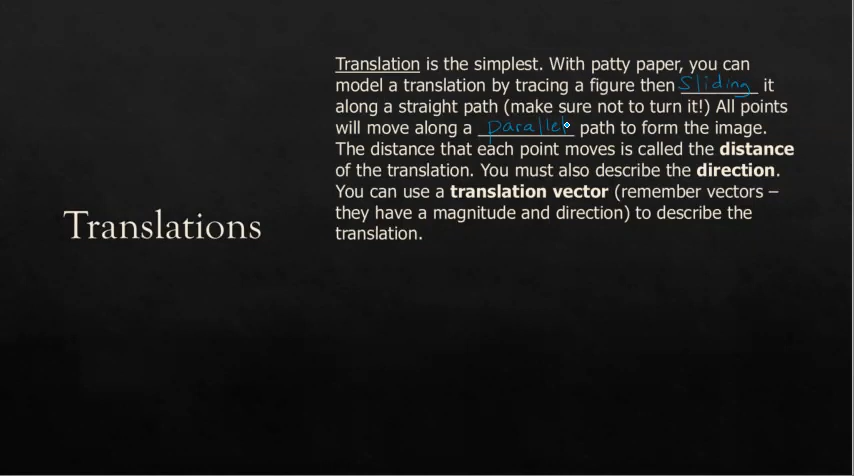 Translation is the simplest. With patty paper, you can
model a translation by tracing a figure then Sliding it
along a straight path (make sure not to turn it!) All points
will move along a parallel path to form the image.
The distance that each point moves is called the distance
of the translation. You must also describe the direction.
You can use a translation vector (remember vectors –
they have a magnitude and direction) to describe the
translation.
Translations